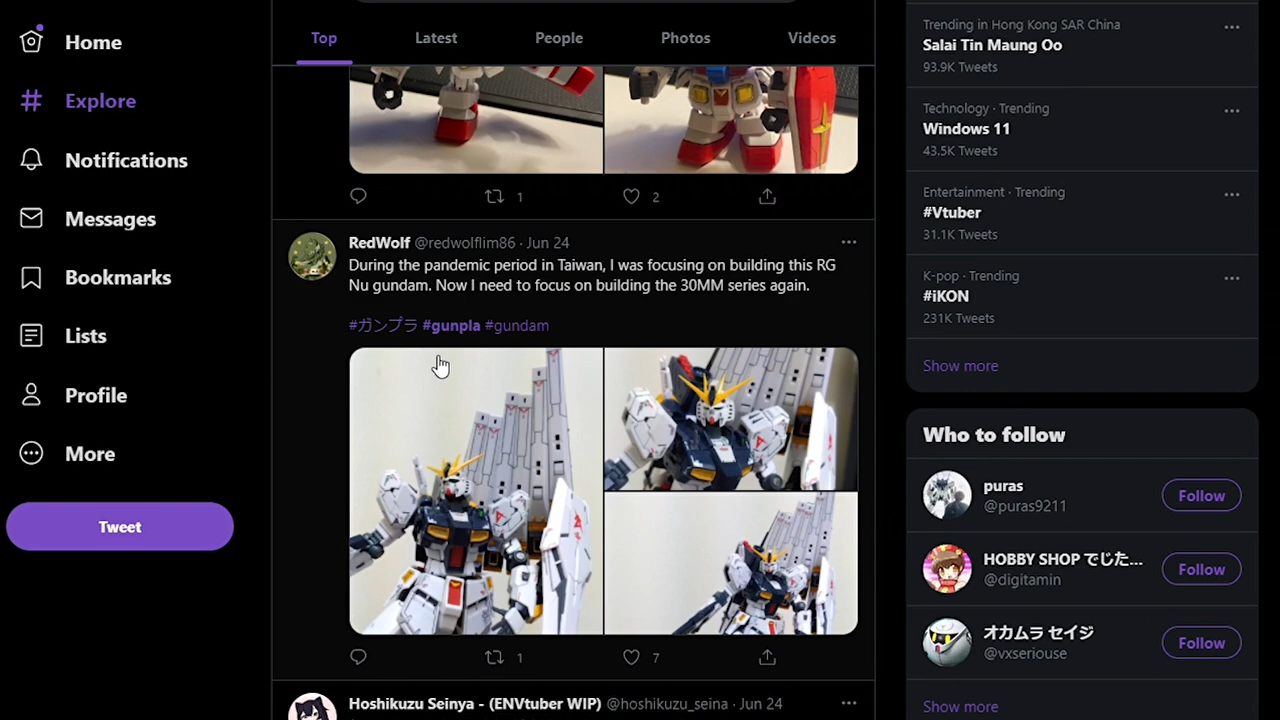 Home
Explore
Notifications
Messages
Bookmarks
Lists
Profile
More
Tweet
Top
Latest
People
Photos
Videos
1
2
RedWolf @redwolflim86 · Jun 24
During the pandemic period in Taiwan, I was focusing on building this RG
Nu gundam. Now I need to focus on building the 30MM series again.
#ガンプラ #gunpla #gundam
1
7
Hoshikuzu Seinya - (ENVtuber WIP) @hoshikuzu_seina · Jun 24
Trending in Hong Kong SAR China
Salai Tin Maung Oo
93.9K Tweets
Technology · Trending
Windows 11
43.5K Tweets
Entertainment · Trending
#Vtuber
31.1K Tweets
K-pop · Trending
#iKON
231K Tweets
Show more
Who to follow
puras
@puras9211
Follow
HOBBY SHOP でじた...
@digitamin
Follow
オカムラ セイジ
@vxseriouse
Follow
Show more